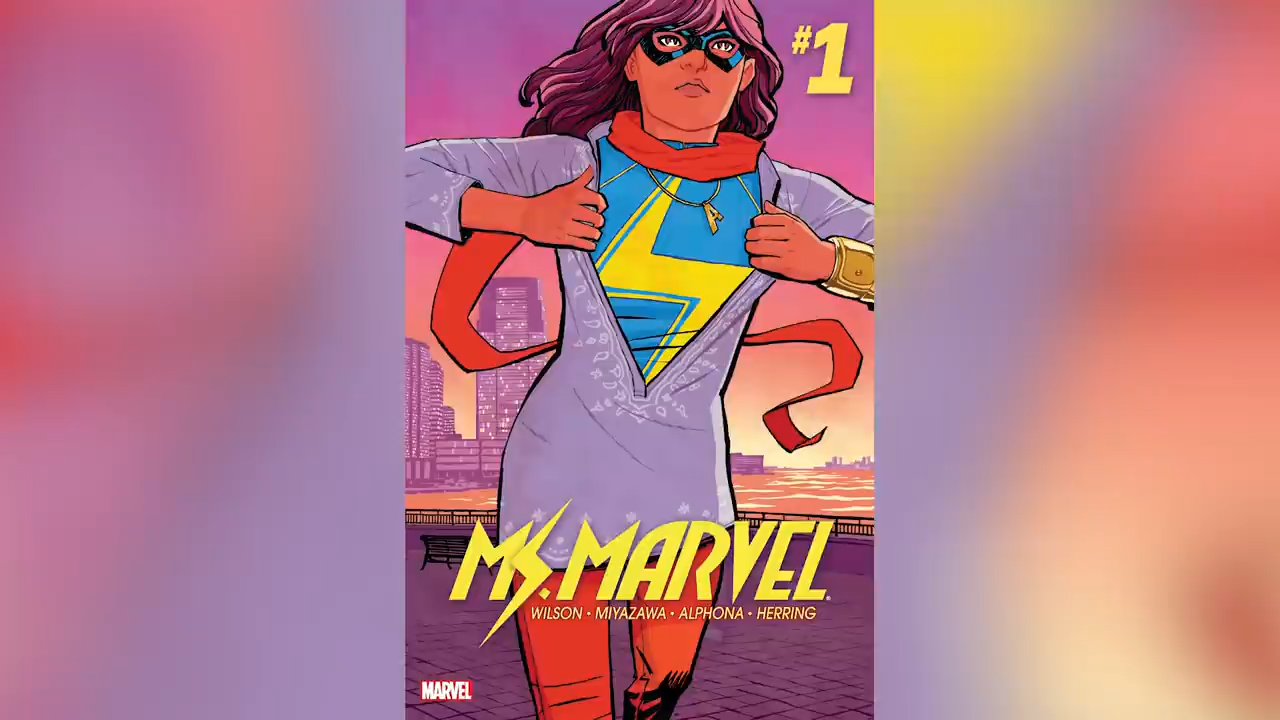 #1
A
MS. MARVEL
WILSON • MIYAZAWA • ALPHONA • HERRING
MARVEL